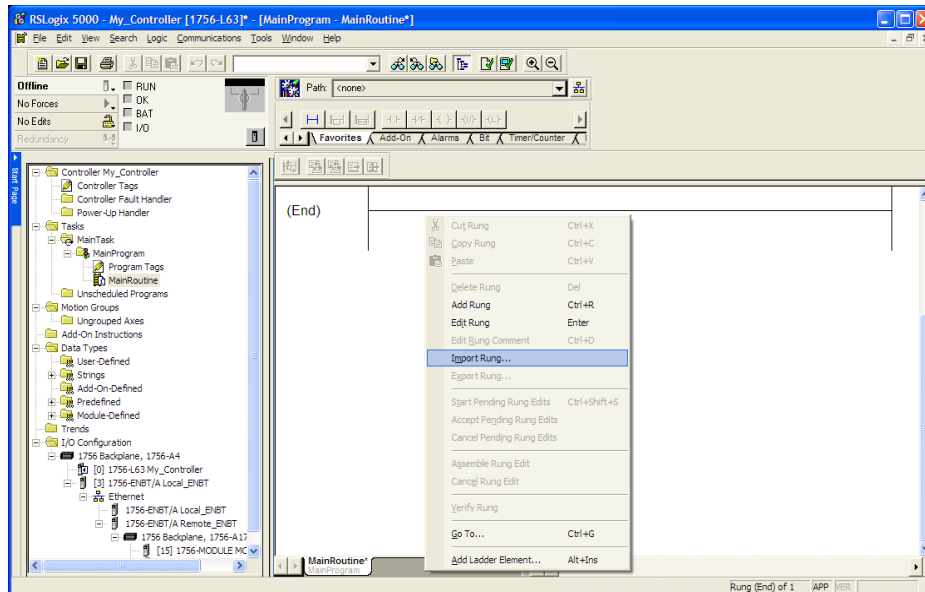 RSLogix 5000 - My_Controller [1756-L63]* - [MainProgram - MainRoutine*]
File Edit View Search Logic Communications Tools Window Help
Offline
RUN
No Forces
OK
No Edits
BAT
Redundancy
I/O
Path: <none>
Favorites Add-On Alarms Bit Timer/Counter
Start Page
Controller My_Controller
Controller Tags
Controller Fault Handler
Power-Up Handler
Tasks
MainTask
MainProgram
Program Tags
MainRoutine
Unscheduled Programs
Motion Groups
Ungrouped Axes
Add-On Instructions
Data Types
User-Defined
Strings
Add-On-Defined
Predefined
Module-Defined
Trends
I/O Configuration
1756 Backplane, 1756-A4
[0] 1756-L63 My_Controller
[3] 1756-ENBT/A Local_ENBT
Ethernet
1756-ENBT/A Local_ENBT
1756-ENBT/A Remote_ENBT
1756 Backplane, 1756-A17
[15] 1756-MODULE MC
(End)
Cut Rung Ctrl+X
Copy Rung Ctrl+C
Paste Ctrl+V
Delete Rung Del
Add Rung Ctrl+R
Edit Rung Enter
Edit Rung Comment Ctrl+D
Import Rung...
Export Rung...
Start Pending Rung Edits Ctrl+Shift+S
Accept Pending Rung Edits
Cancel Pending Rung Edits
Assemble Rung Edit
Cancel Rung Edit
Verify Rung
Go To... Ctrl+G
Add Ladder Element... Alt+Ins
MainRoutine*
MainProgram
Rung (End) of 1 APP VER